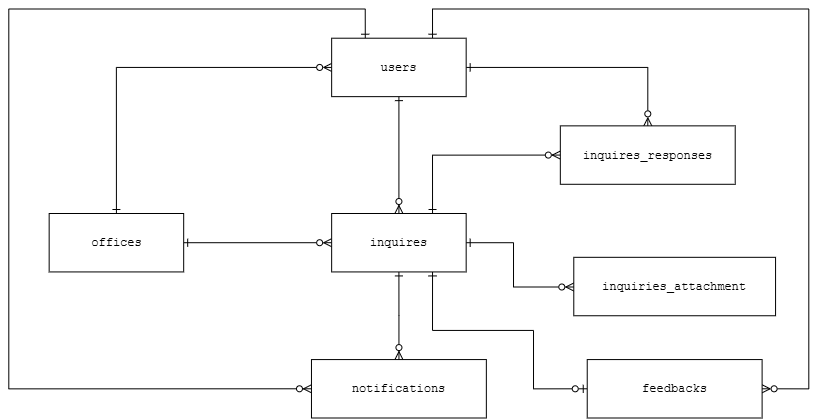 users
inquires_responses
offices
inquires
inquiries_attachment
notifications
feedbacks